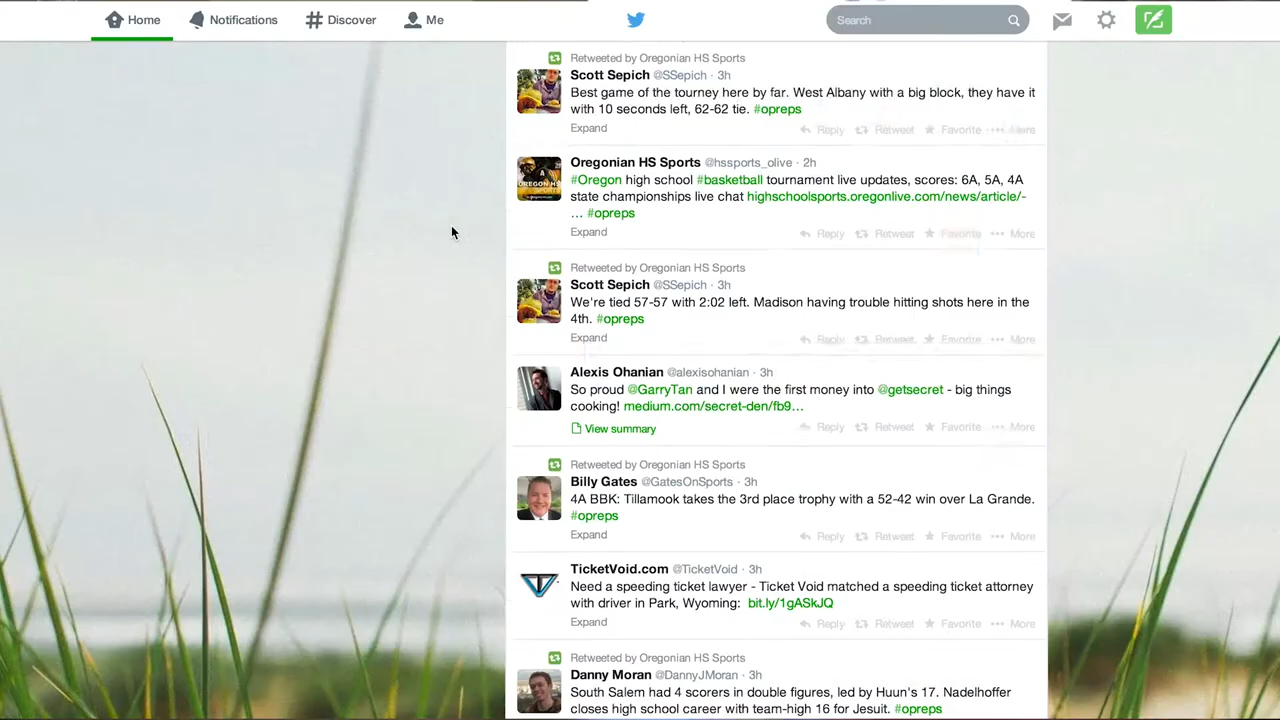 Home Notifications Discover Me Search
Retweeted by Oregonian HS Sports
Scott Sepich @SSepich · 3h
Best game of the tourney here by far. West Albany with a big block, they have it
with 10 seconds left, 62-62 tie. #opreps
Expand Reply Retweet Favorite More
Oregonian HS Sports @hssports_olive · 2h
#Oregon high school #basketball tournament live updates, scores: 6A, 5A, 4A
state championships live chat highschoolsports.oregonlive.com/news/article/-
… #opreps
Expand Reply Retweet Favorite More
Retweeted by Oregonian HS Sports
Scott Sepich @SSepich · 3h
We're tied 57-57 with 2:02 left. Madison having trouble hitting shots here in the
4th. #opreps
Expand Reply Retweet Favorite More
Alexis Ohanian @alexisohanian · 3h
So proud @GarryTan and I were the first money into @getsecret - big things
cooking! medium.com/secret-den/fb9…
View summary Reply Retweet Favorite More
Retweeted by Oregonian HS Sports
Billy Gates @GatesOnSports · 3h
4A BBK: Tillamook takes the 3rd place trophy with a 52-42 win over La Grande.
#opreps
Expand Reply Retweet Favorite More
TicketVoid.com @TicketVoid · 3h
Need a speeding ticket lawyer - Ticket Void matched a speeding ticket attorney
with driver in Park, Wyoming: bit.ly/1gASkJQ
Expand Reply Retweet Favorite More
Retweeted by Oregonian HS Sports
Danny Moran @DannyJMoran · 3h
South Salem had 4 scorers in double figures, led by Huun's 17. Nadelhoffer
closes high school career with team-high 16 for Jesuit. #opreps